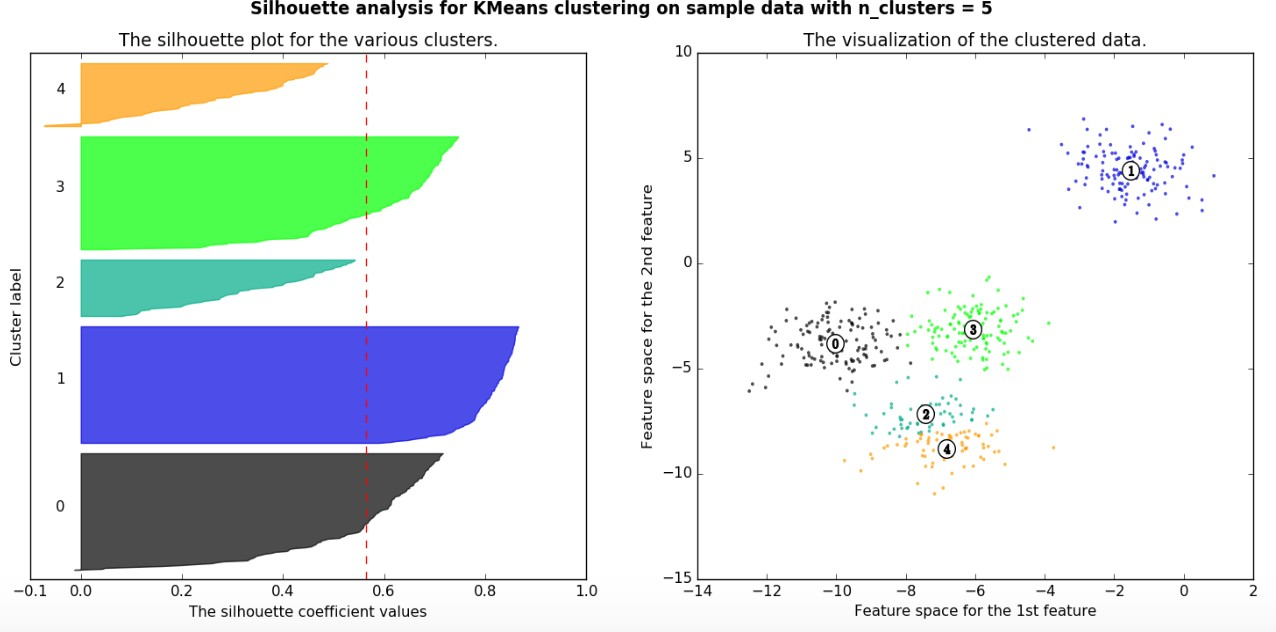 Silhouette analysis for KMeans clustering on sample data with n_clusters = 5
The silhouette plot for the various clusters.
Cluster label
4
3
2
1
0
−0.1 0.0 0.2 0.4 0.6 0.8 1.0
The silhouette coefficient values
The visualization of the clustered data.
Feature space for the 2nd feature
10
5
0
−5
−10
−15
1
3
0
2
4
−14 −12 −10 −8 −6 −4 −2 0 2
Feature space for the 1st feature